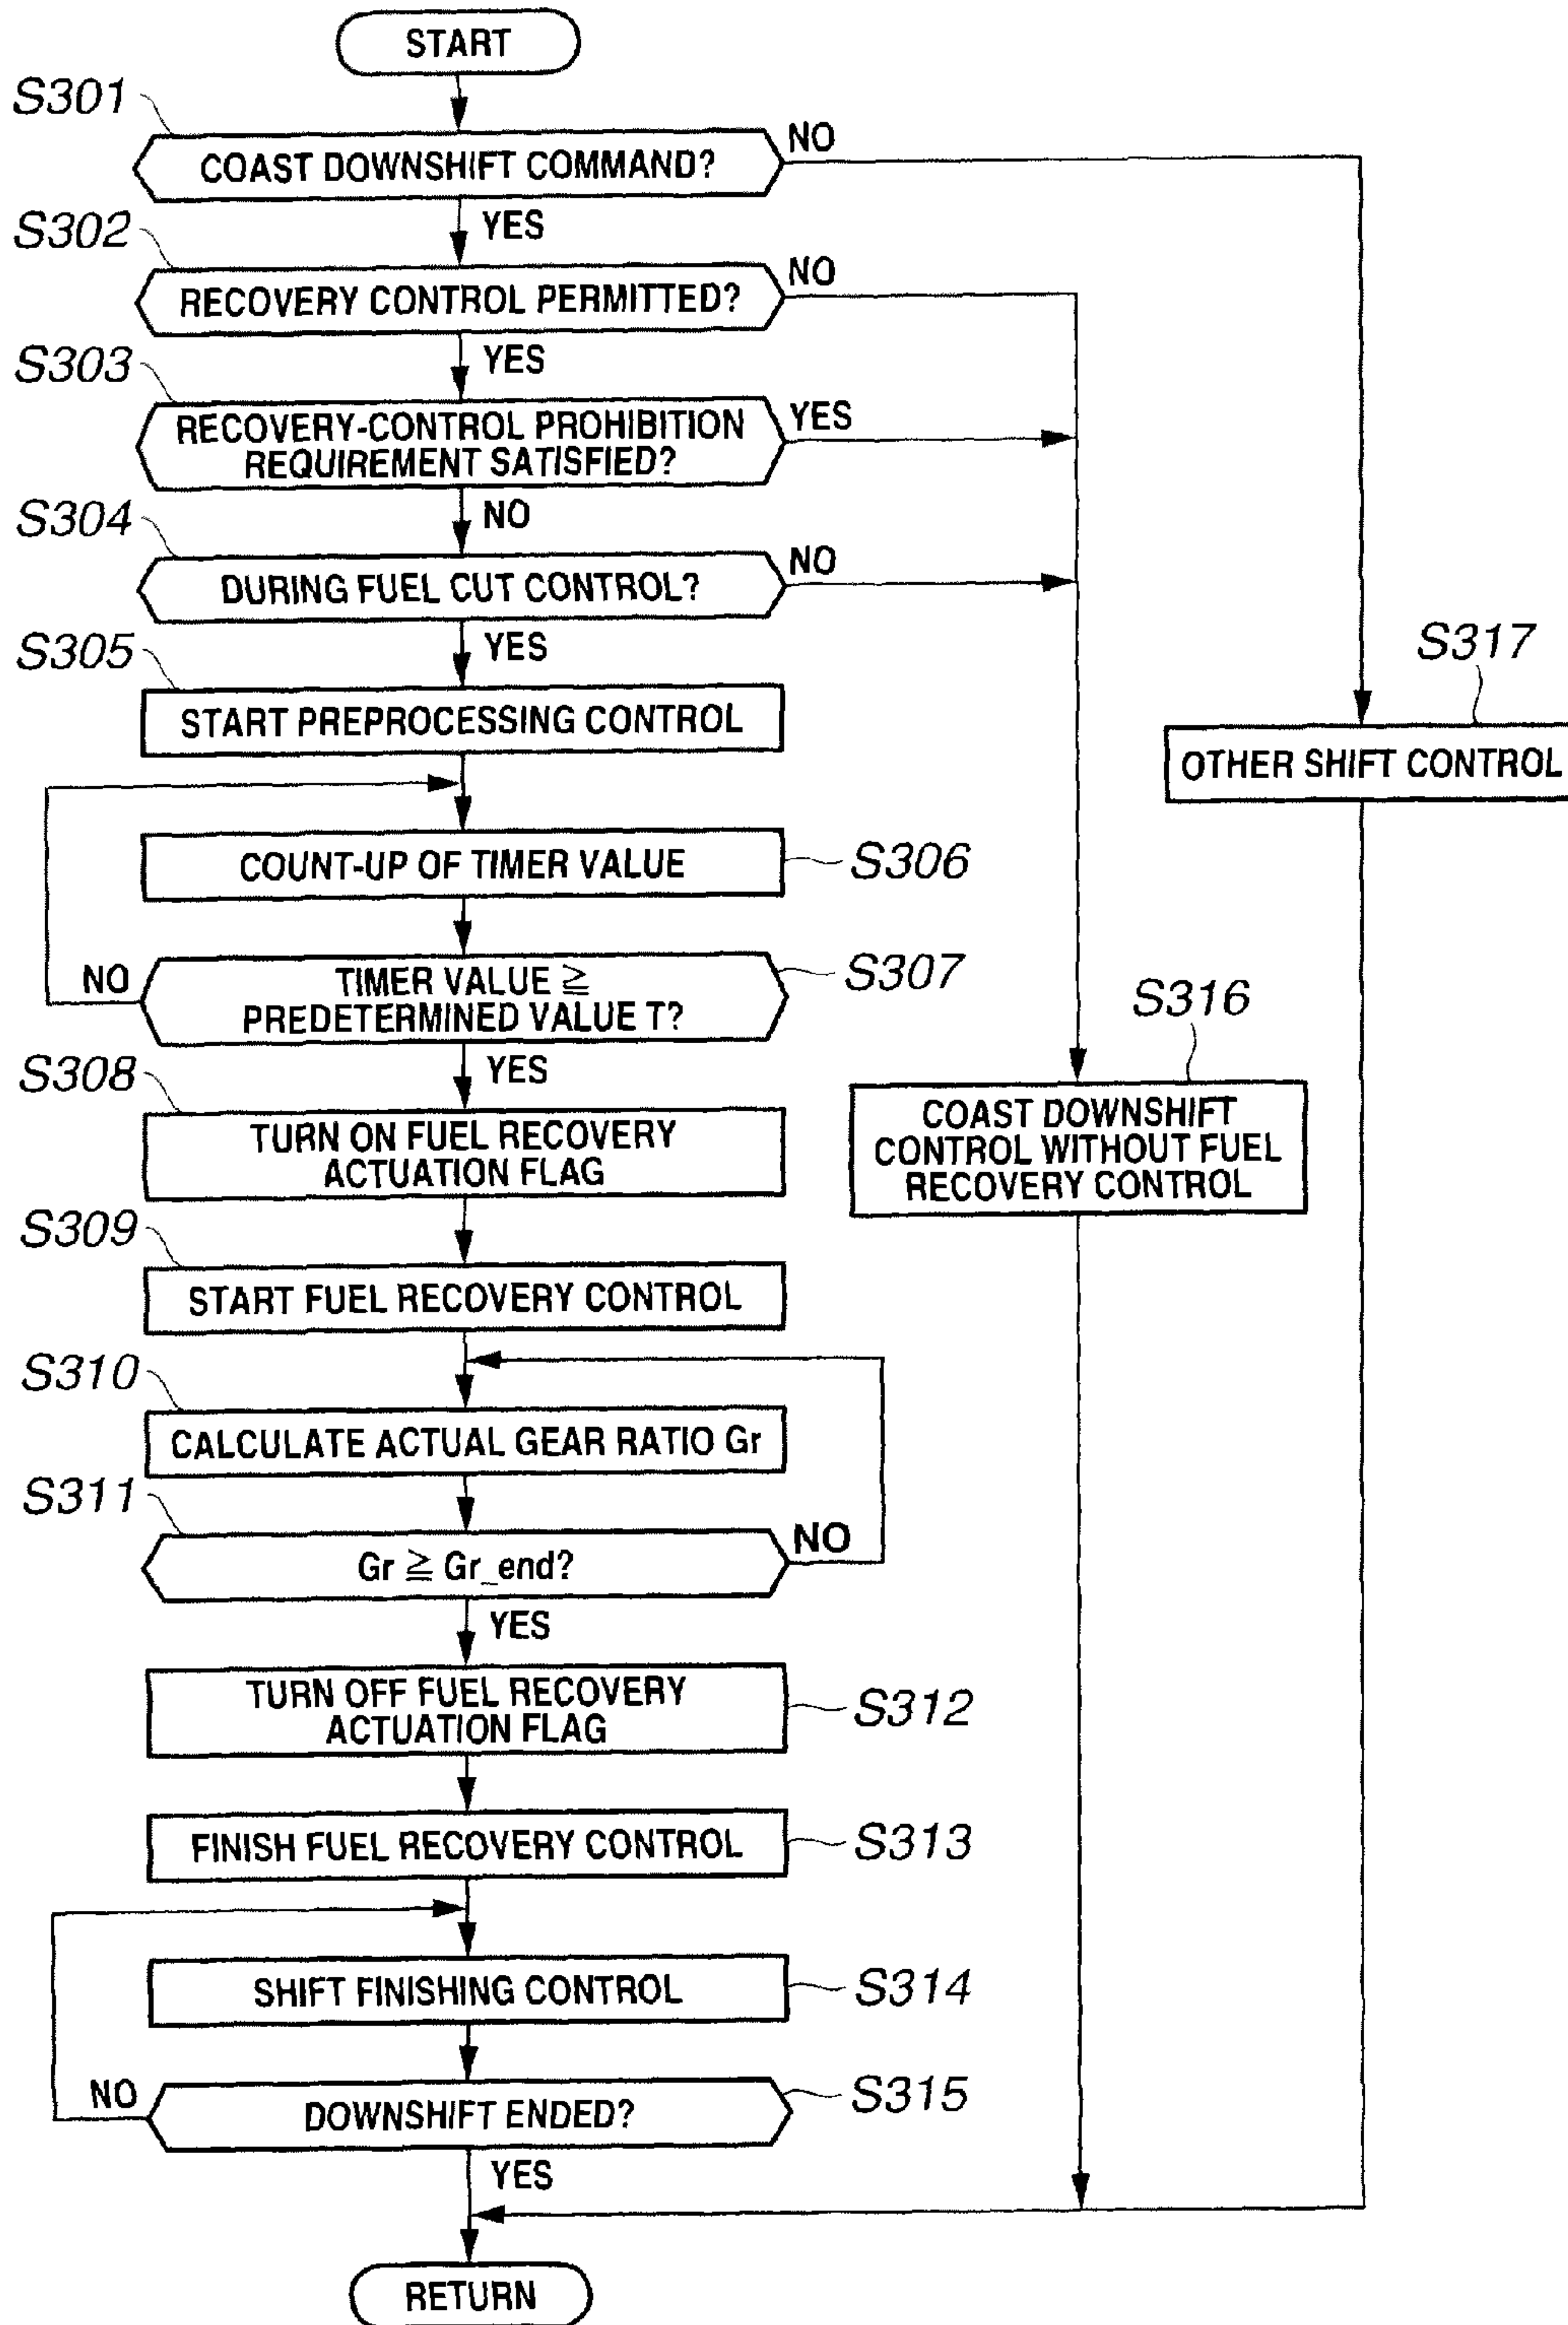 START
S301
COAST DOWNSHIFT COMMAND?
NO
YES
S302
RECOVERY CONTROL PERMITTED?
NO
YES
S303
RECOVERY-CONTROL PROHIBITION
REQUIREMENT SATISFIED?
YES
NO
S304
DURING FUEL CUT CONTROL?
NO
YES
S305
START PREPROCESSING CONTROL
S317
OTHER SHIFT CONTROL
COUNT-UP OF TIMER VALUE
S306
TIMER VALUE ≧
PREDETERMINED VALUE T?
S307
NO
YES
S316
COAST DOWNSHIFT
CONTROL WITHOUT FUEL
RECOVERY CONTROL
S308
TURN ON FUEL RECOVERY
ACTUATION FLAG
S309
START FUEL RECOVERY CONTROL
S310
CALCULATE ACTUAL GEAR RATIO Gr
S311
Gr ≧ Gr_end?
NO
YES
TURN OFF FUEL RECOVERY
ACTUATION FLAG
S312
FINISH FUEL RECOVERY CONTROL
S313
SHIFT FINISHING CONTROL
S314
NO
DOWNSHIFT ENDED?
S315
YES
RETURN